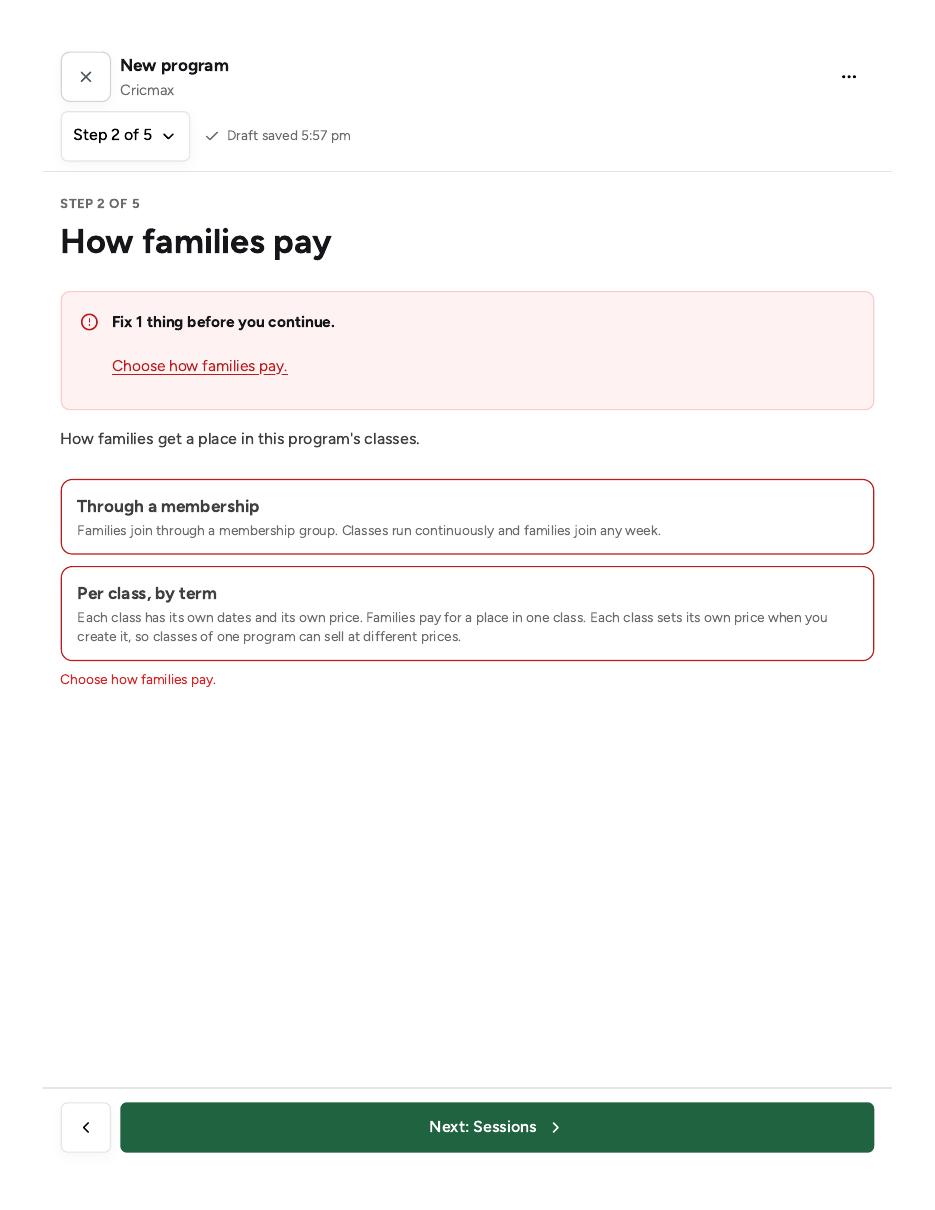 New program
Cricmax
Step 2 of 5
Draft saved 5:57 pm
STEP 2 OF 5
How families pay
Fix 1 thing before you continue.
Choose how families pay.
How families get a place in this program's classes.
Through a membership
Families join through a membership group. Classes run continuously and families join any week.
Per class, by term
Each class has its own dates and its own price. Families pay for a place in one class. Each class sets its own price when you
create it, so classes of one program can sell at different prices.
Choose how families pay.
Next: Sessions